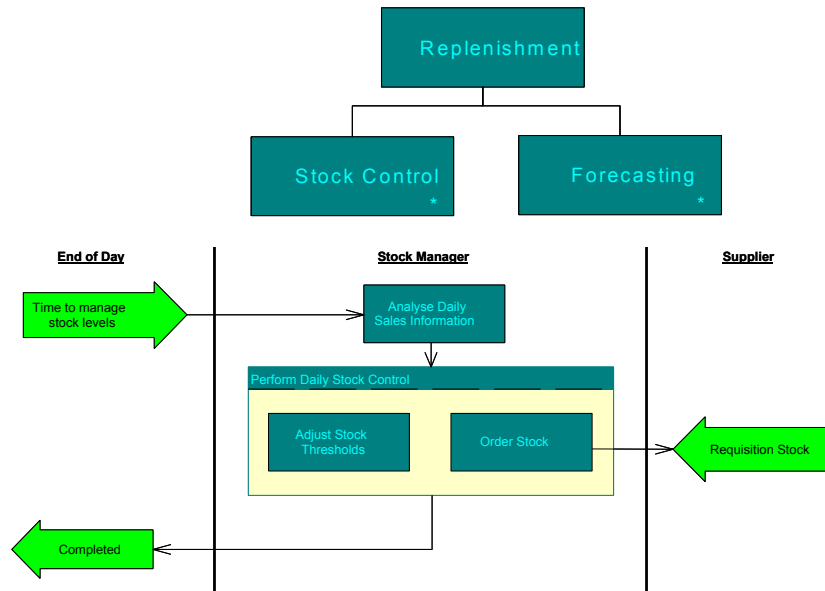 Replenishment
Stock Control
*
Forecasting
*
End of Day
Stock Manager
Supplier
Time to manage
stock levels
Analyse Daily
Sales Information
Perform Daily Stock Control
Adjust Stock
Thresholds
Order Stock
Requisition Stock
Completed